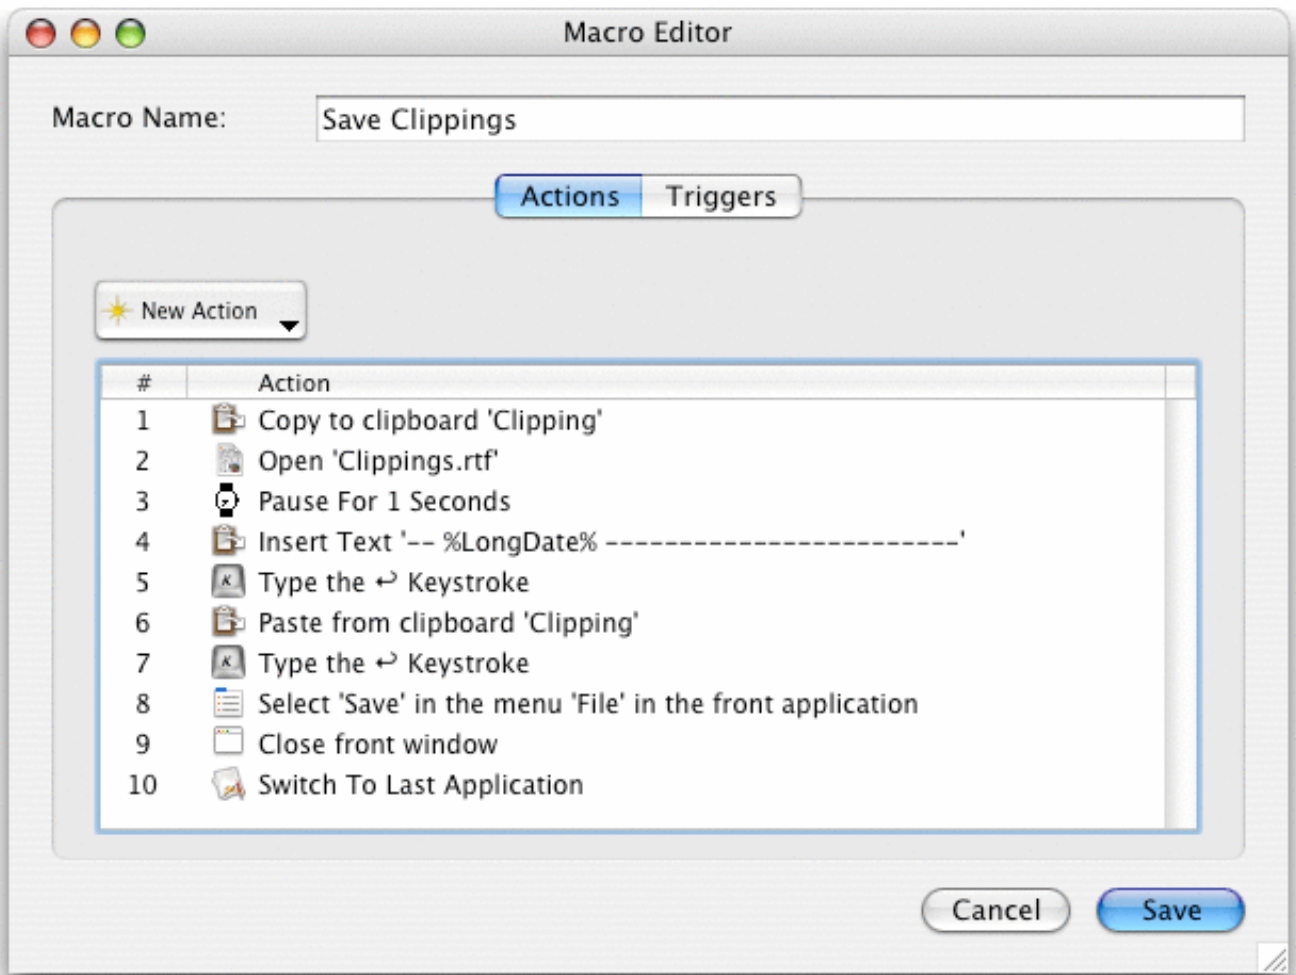 Macro Editor
Macro Name: Save Clippings
Actions Triggers
New Action
# Action
1 Copy to clipboard 'Clipping'
2 Open 'Clippings.rtf'
3 Pause For 1 Seconds
4 Insert Text '-- %LongDate% ------------------------'
5 Type the ↩ Keystroke
6 Paste from clipboard 'Clipping'
7 Type the ↩ Keystroke
8 Select 'Save' in the menu 'File' in the front application
9 Close front window
10 Switch To Last Application
Cancel Save